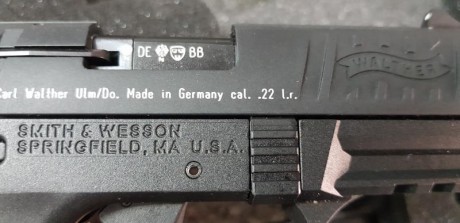 DE BB
Carl Walther Ulm/Do. Made in Germany cal. .22 l.r.
WALTHER
SMITH & WESSON
SPRINGFIELD, MA U.S.A.